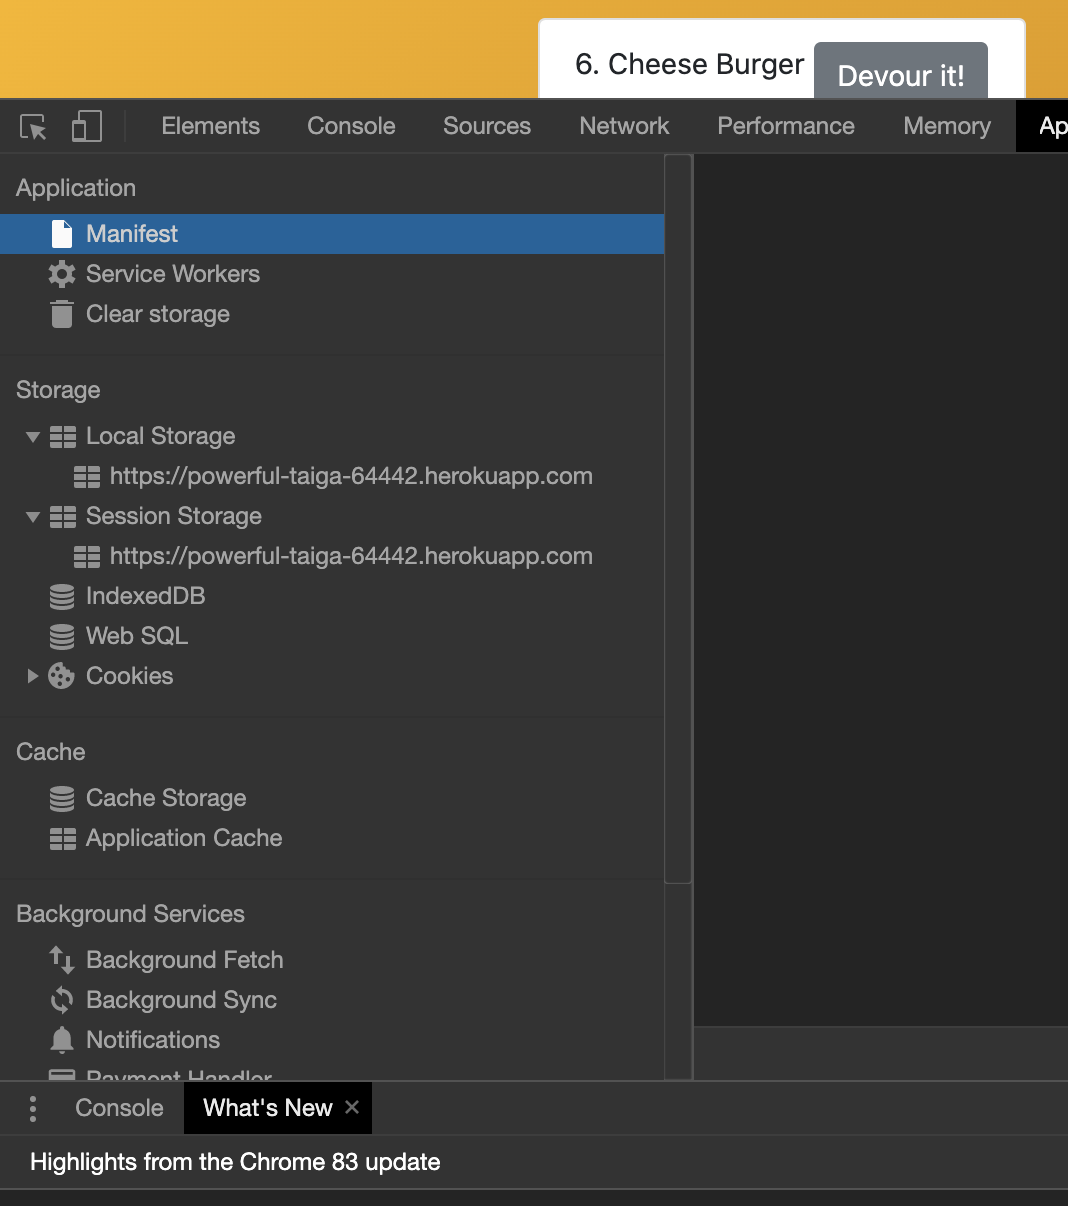 6. Cheese Burger Devour it!
Elements Console Sources Network Performance Memory Ap
Application
Manifest
Service Workers
Clear storage
Storage
Local Storage
https://powerful-taiga-64442.herokuapp.com
Session Storage
https://powerful-taiga-64442.herokuapp.com
IndexedDB
Web SQL
Cookies
Cache
Cache Storage
Application Cache
Background Services
Background Fetch
Background Sync
Notifications
Payment Handler
Console What's New
Highlights from the Chrome 83 update